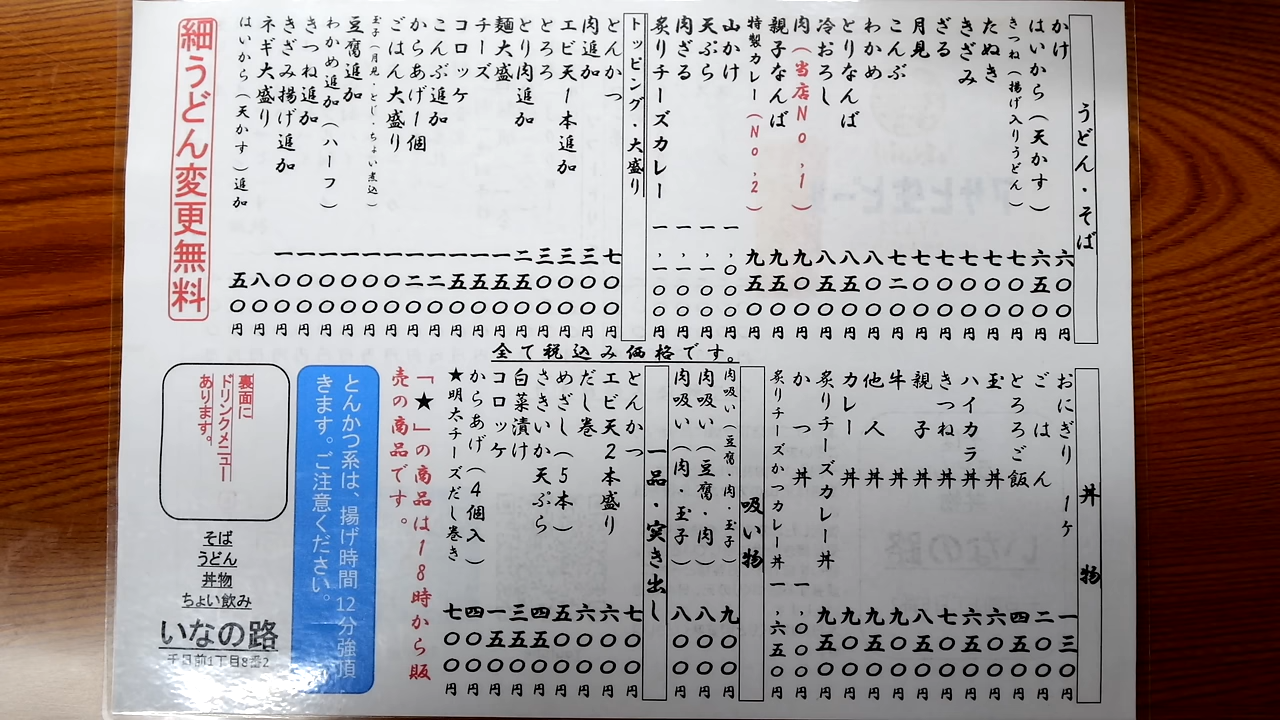 うどん・そば
かけ 六〇〇円
はいから（天かす） 六五〇円
きつね（揚げ入りうどん） 七〇〇円
たぬき 七〇〇円
きざみ 七〇〇円
ざる 七〇〇円
月見 七〇〇円
こんぶ 七二〇円
わかめ 八〇〇円
とりなんば 八五〇円
冷おろし 八五〇円
肉（当店No.1） 九〇〇円
親子なんば 九五〇円
特製カレー（No.2） 九五〇円
山かけ 一,〇〇〇円
天ぷら 一,一〇〇円
肉ざる 一,一〇〇円
炙りチーズカレー 一,一〇〇円
トッピング・大盛り
とんかつ 七〇〇円
肉追加 三〇〇円
エビ天1本追加 三〇〇円
とろろ 三〇〇円
とり肉追加 二五〇円
麺大盛 一五〇円
チーズ 一五〇円
コロッケ 一五〇円
こんぶ追加 一二〇円
からあげ1個 一二〇円
ごはん大盛り 一〇〇円
玉子（月見・とじ・ちょい煮込） 一〇〇円
豆腐追加 一〇〇円
わかめ追加（ハーフ） 一〇〇円
きつね追加 一〇〇円
きざみ揚げ追加 一〇〇円
ネギ大盛り 八〇円
はいから（天かす）追加 五〇円
細うどん変更無料
全て税込み価格です。
丼物
おにぎり 1ヶ 一三〇円
ごはん 二〇〇円
とろろご飯 四五〇円
玉丼 六〇〇円
ハイカラ丼 六〇〇円
きつね丼 七五〇円
親子丼 八五〇円
牛丼 九〇〇円
他人丼 九五〇円
カレー丼 九〇〇円
炙りチーズカレー丼 九五〇円
かつ丼 一,〇〇〇円
炙りチーズかつカレー丼 一,六五〇円
吸い物
肉吸い（豆腐・肉・玉子） 九〇〇円
肉吸い（豆腐・肉） 八〇〇円
肉吸い（肉・玉子） 八〇〇円
一品・突き出し
とんかつ 七〇〇円
エビ天2本盛り 六〇〇円
だし巻 六〇〇円
めざし（5本） 五〇〇円
さきいか天ぷら 四五〇円
白菜漬け 三五〇円
コロッケ 一五〇円
からあげ（4個入） 四〇〇円
★明太チーズだし巻き 七〇〇円
「★」の商品は18時から販
売の商品です。
とんかつ系は、揚げ時間12分強頂
きます。ご注意ください。
裏面に
ドリンクメニュー
あります。
そば
うどん
丼物
ちょい飲み
いなの路
千日前1丁目8番2